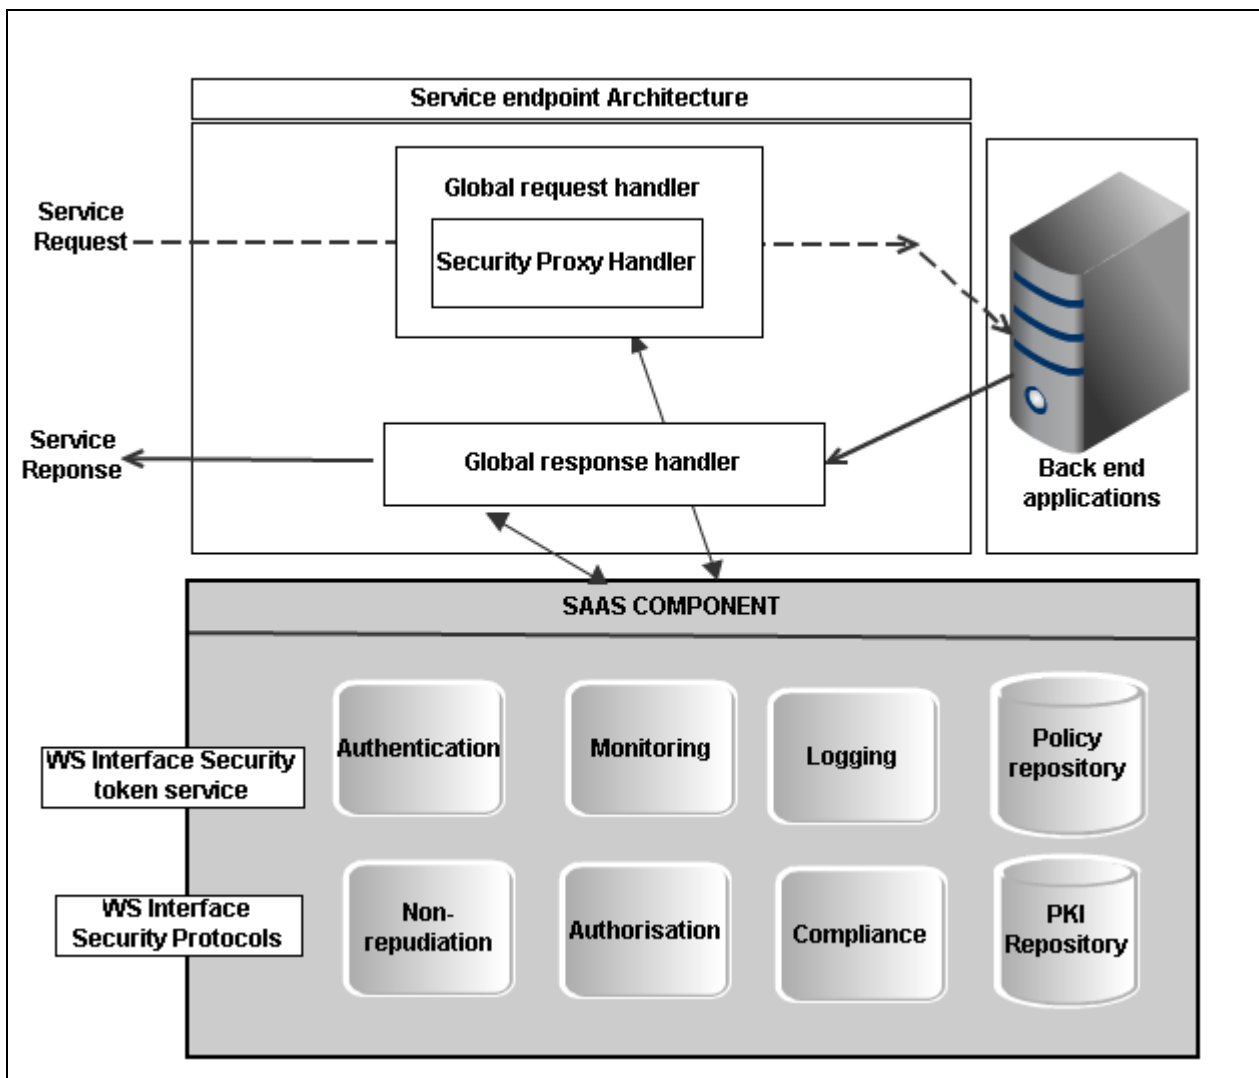 Service endpoint Architecture
Global request handler
Service
Request
Security Proxy Handler
Service
Reponse
Global response handler
Back end
applications
SAAS COMPONENT
WS Interface Security
token service
Authentication
Monitoring
Logging
Policy
repository
WS Interface
Security Protocols
Non-
repudiation
Authorisation
Compliance
PKI
Repository